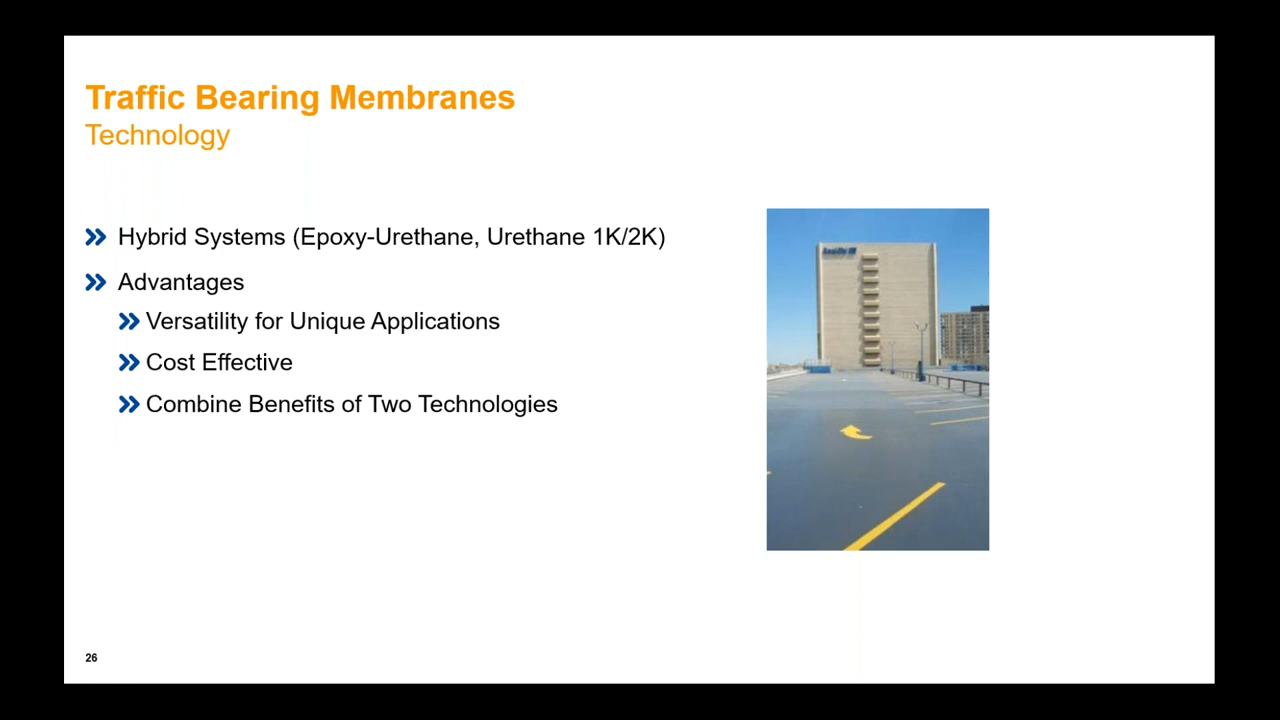 Traffic Bearing Membranes
Technology
Hybrid Systems (Epoxy-Urethane, Urethane 1K/2K)
Advantages
Versatility for Unique Applications
Cost Effective
Combine Benefits of Two Technologies
26